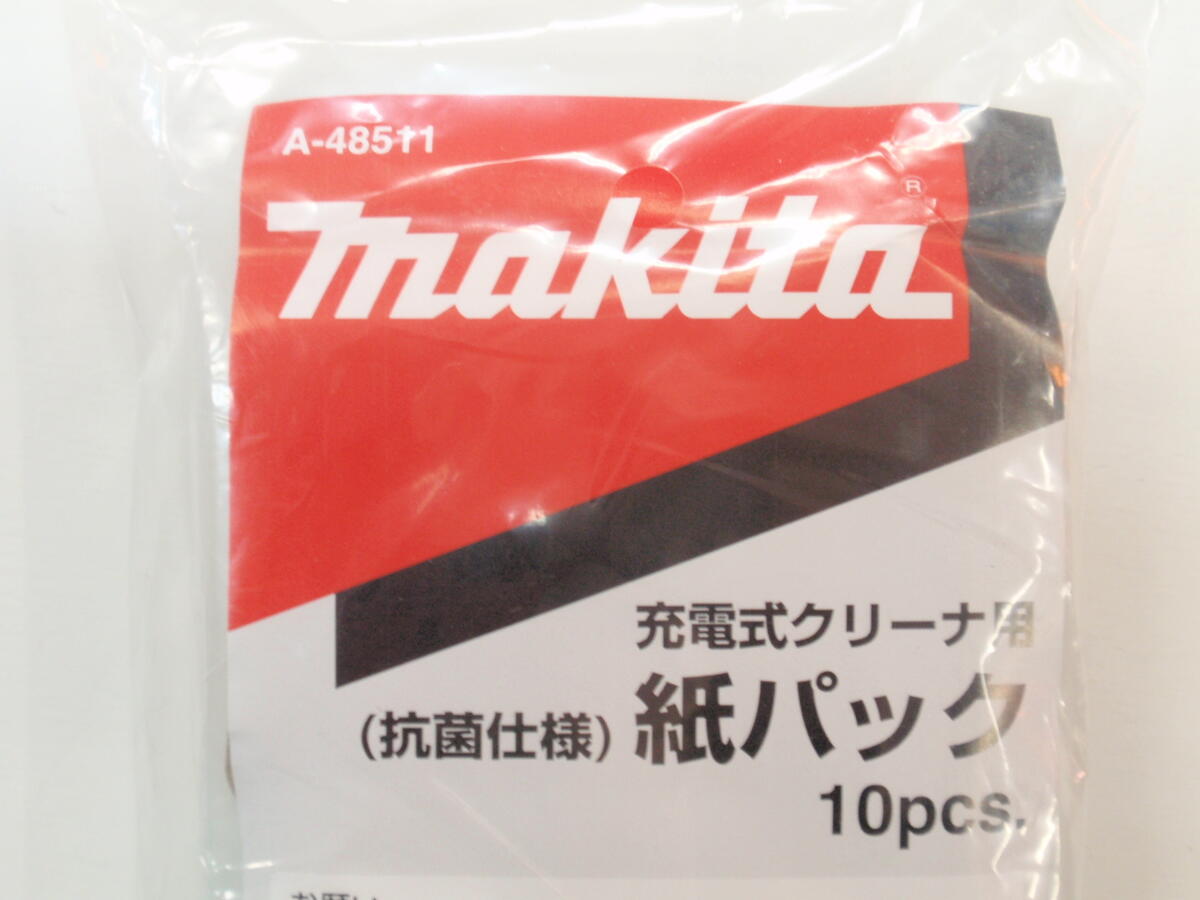 A-48511
makita®
充電式クリーナ用
(抗菌仕様) 紙パック
10pcs.